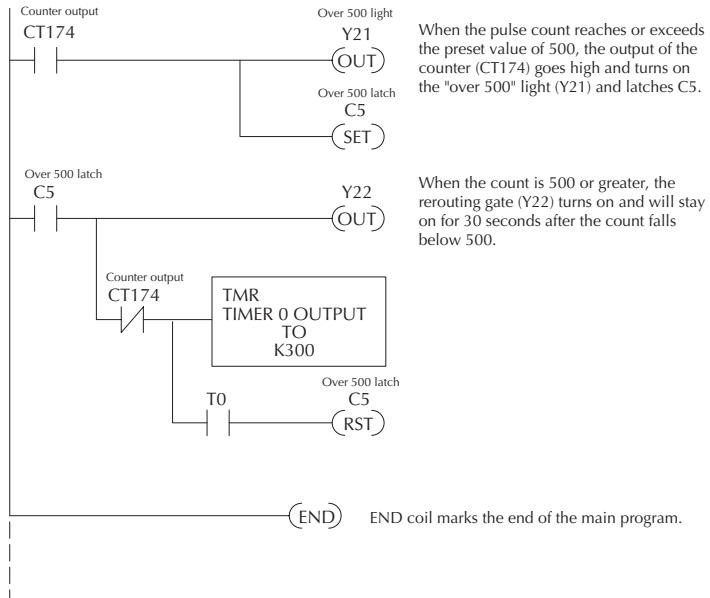 Counter output
CT174
Over 500 light
Y21
OUT
Over 500 latch
C5
SET
When the pulse count reaches or exceeds
the preset value of 500, the output of the
counter (CT174) goes high and turns on
the "over 500" light (Y21) and latches C5.
Over 500 latch
C5
Y22
OUT
When the count is 500 or greater, the
rerouting gate (Y22) turns on and will stay
on for 30 seconds after the count falls
below 500.
Counter output
CT174
TMR
TIMER 0 OUTPUT
TO
K300
T0
Over 500 latch
C5
RST
END
END coil marks the end of the main program.